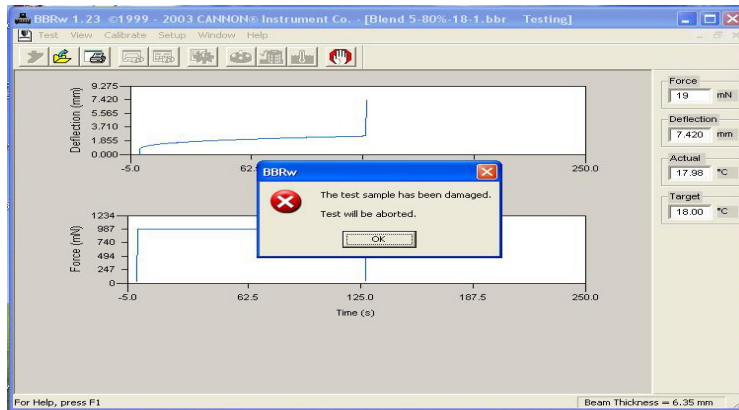 BBRw 1.23 ©1999 - 2003 CANNON® Instrument Co. - [Blend 5-80%-18-1.bbr Testing]
Test View Calibrate Setup Window Help
Force
19 mN
Deflection
7.420 mm
Actual
17.98 °C
Target
18.00 °C
Deflection (mm)
9.275
7.420
5.565
3.710
1.855
0.000
-5.0 62. 250.0
BBRw
The test sample has been damaged.
Test will be aborted.
OK
Force (mN)
1234
987
740
494
247
0
-5.0 62.5 125.0 187.5 250.0
Time (s)
For Help, press F1
Beam Thickness = 6.35 mm